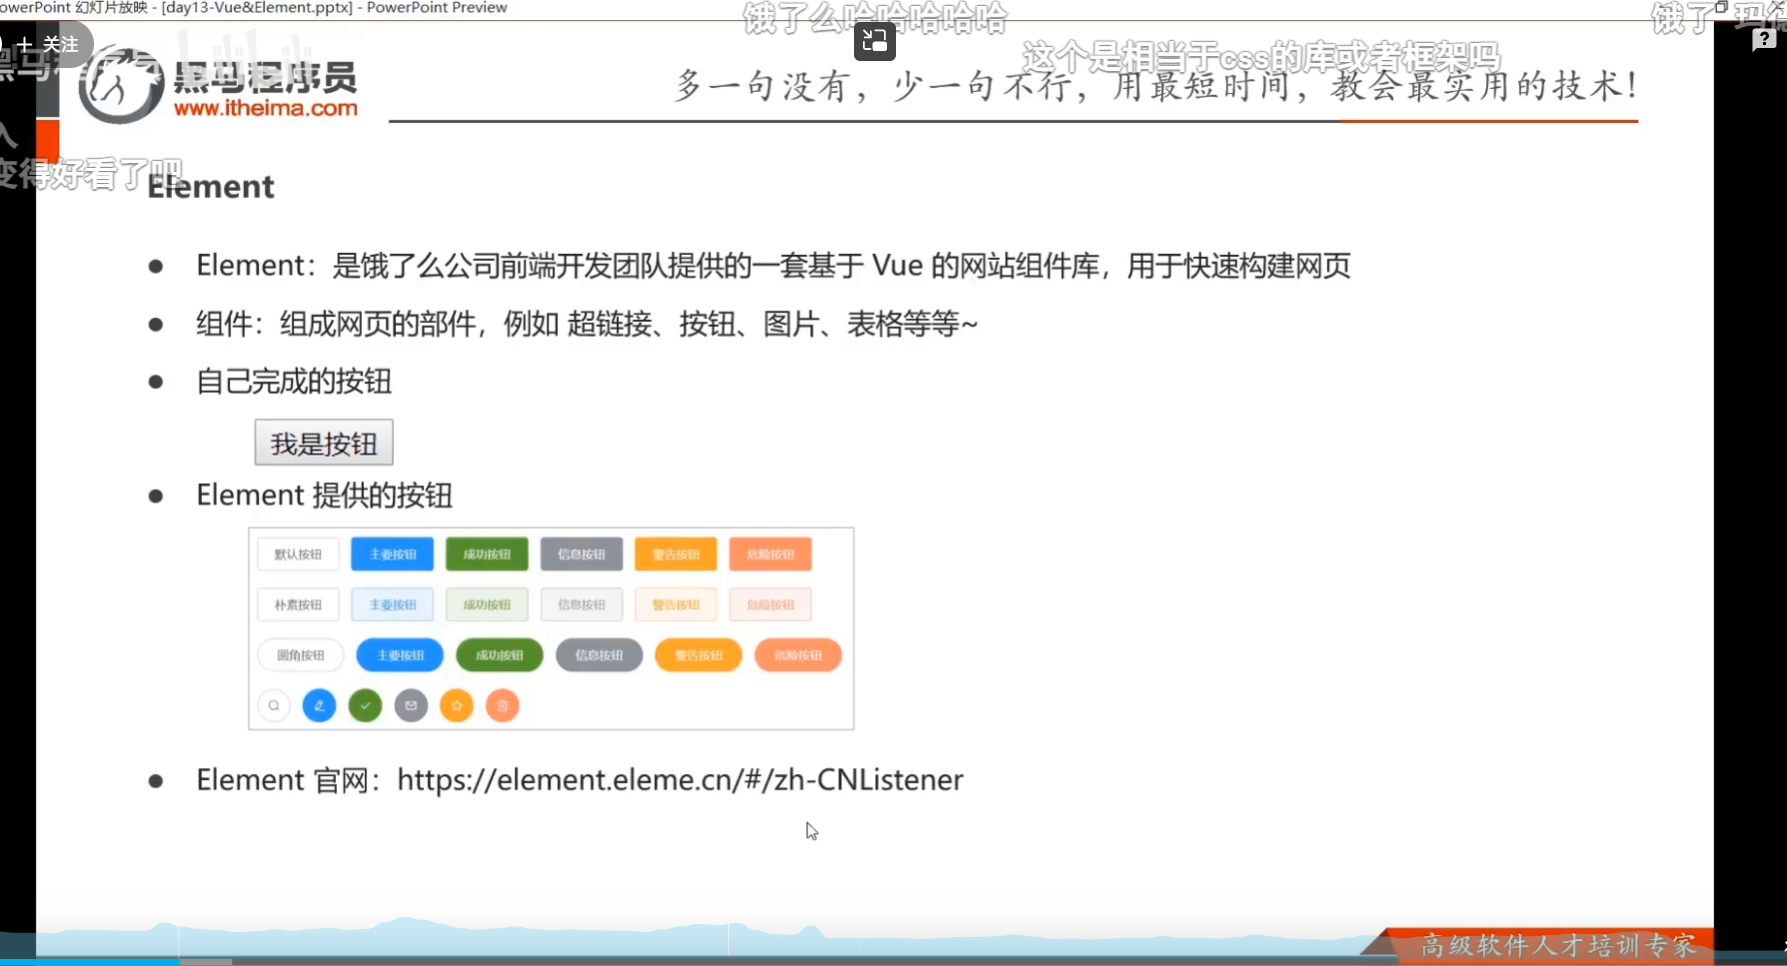 owerPoint 幻灯片放映 - [day13-Vue&Element.pptx] - PowerPoint Preview
饿了么哈哈哈哈哈哈
饿了
＋ 关注
这个是相当于css的库或者框架吗
黑马程序员
www.itheima.com
多一句没有，少一句不行，用最短时间，教会最实用的技术！
变得好看了吧
Element
Element：是饿了么公司前端开发团队提供的一套基于 Vue 的网站组件库，用于快速构建网页
组件：组成网页的部件，例如 超链接、按钮、图片、表格等等~
自己完成的按钮
我是按钮
Element 提供的按钮
默认按钮 主要按钮 成功按钮 信息按钮 警告按钮 危险按钮
朴素按钮 主要按钮 成功按钮 信息按钮 警告按钮 危险按钮
圆角按钮 主要按钮 成功按钮 信息按钮 警告按钮 危险按钮
Element 官网：https://element.eleme.cn/#/zh-CNListener
高级软件人才培训专家